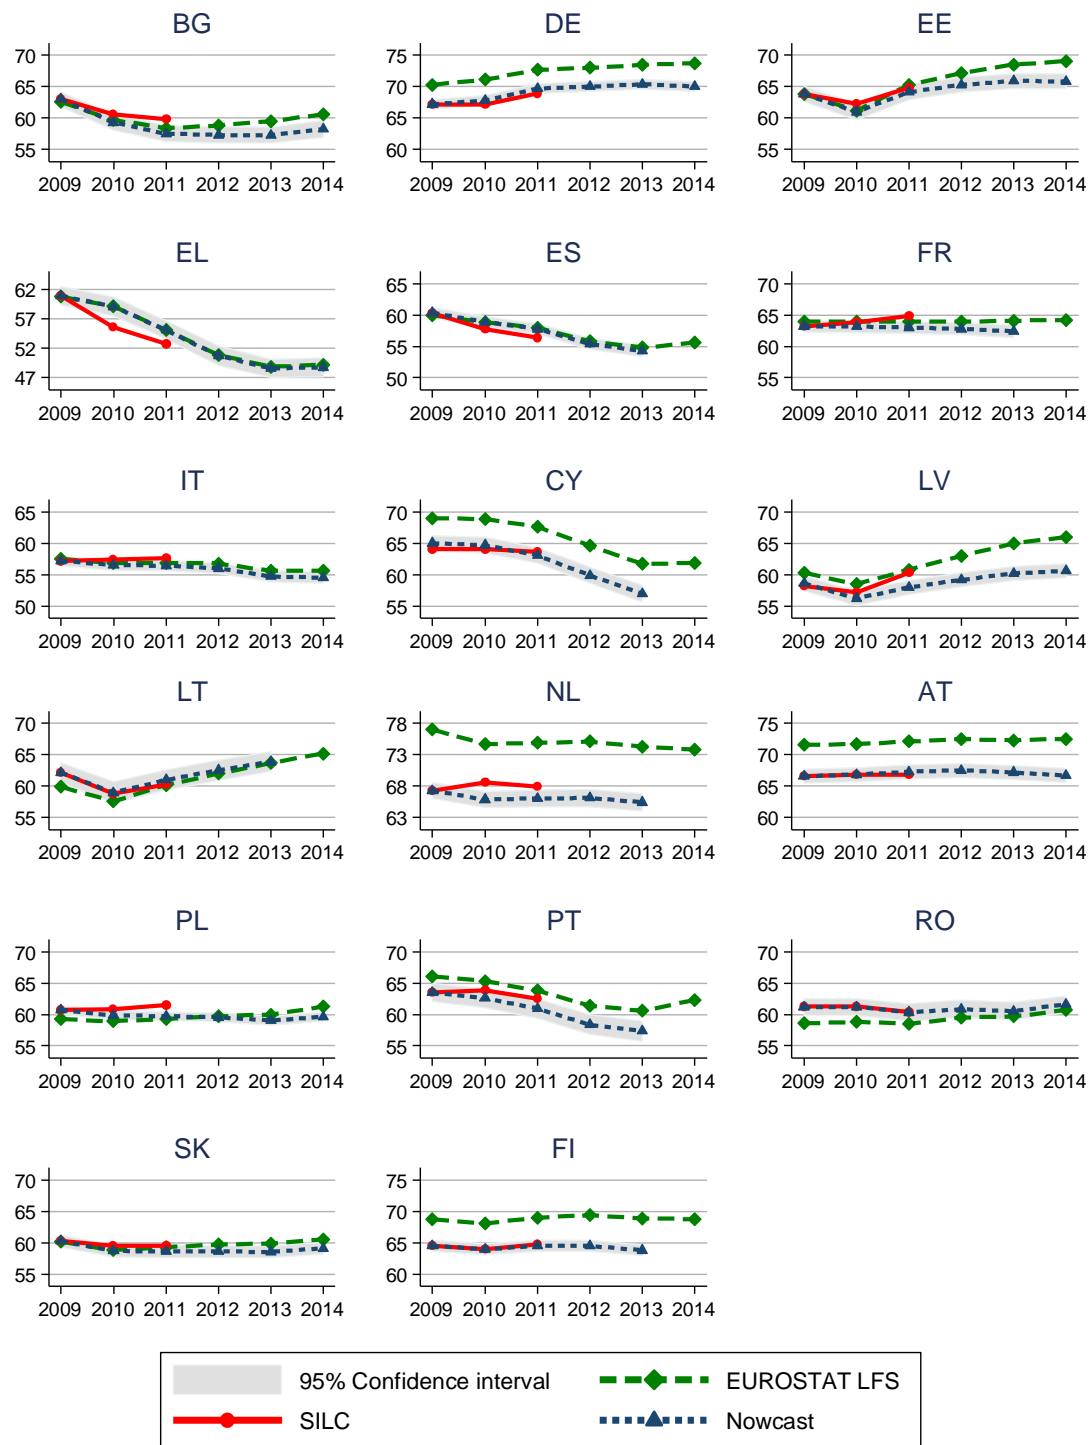 BG DE EE
70 75 70
65 70 65
60 65 60
55 60 55
2009 2010 2011 2012 2013 2014 2009 2010 2011 2012 2013 2014 2009 2010 2011 2012 2013 2014
EL ES FR
62 65 70
57 60 65
52 55 60
47 50 55
2009 2010 2011 2012 2013 2014 2009 2010 2011 2012 2013 2014 2009 2010 2011 2012 2013 2014
IT CY LV
65 70 70
60 65 65
55 60 60
50 55 55
2009 2010 2011 2012 2013 2014 2009 2010 2011 2012 2013 2014 2009 2010 2011 2012 2013 2014
LT NL AT
70 78 75
65 73 70
60 68 65
55 63 60
2009 2010 2011 2012 2013 2014 2009 2010 2011 2012 2013 2014 2009 2010 2011 2012 2013 2014
PL PT RO
70 70 70
65 65 65
60 60 60
55 55 55
2009 2010 2011 2012 2013 2014 2009 2010 2011 2012 2013 2014 2009 2010 2011 2012 2013 2014
SK FI
70 75
65 70
60 65
55 60
2009 2010 2011 2012 2013 2014 2009 2010 2011 2012 2013 2014
95% Confidence interval EUROSTAT LFS
SILC Nowcast